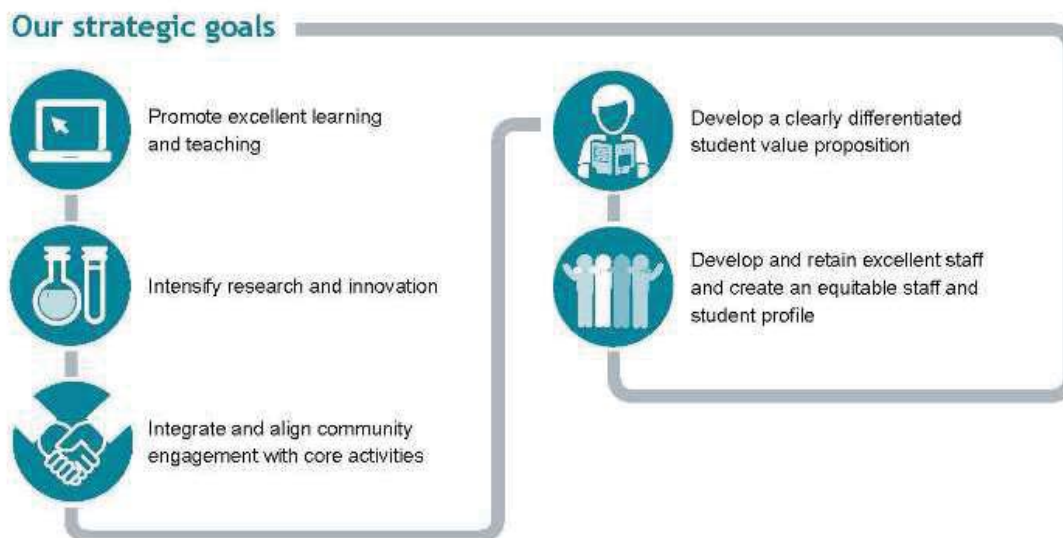 Our strategic goals
Promote excellent learning
and teaching
Intensify research and innovation
Integrate and align community
engagement with core activities
Develop a clearly differentiated
student value proposition
Develop and retain excellent staff
and create an equitable staff and
student profile